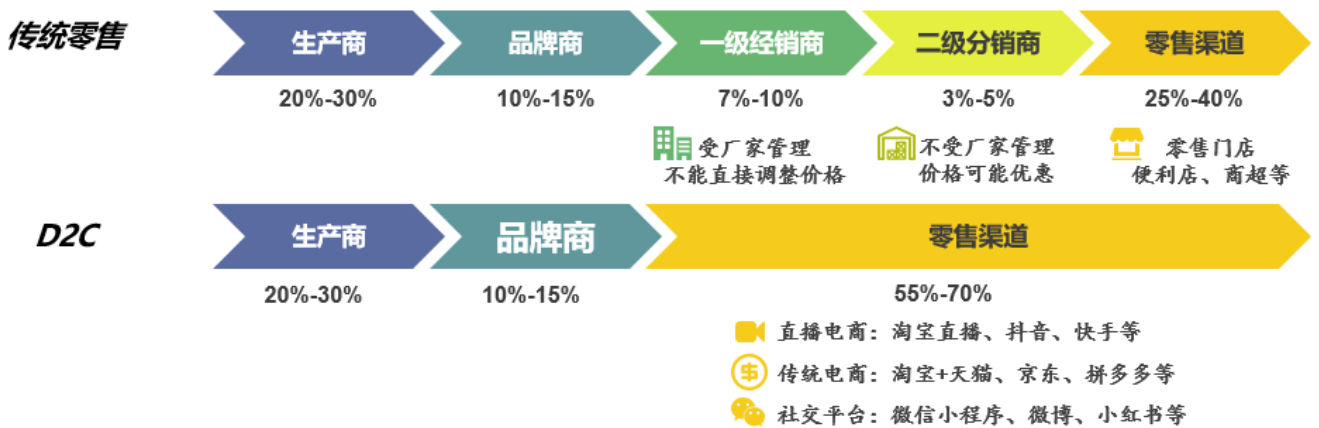 传统零售
生产商 品牌商 一级经销商 二级分销商 零售渠道
20%-30% 10%-15% 7%-10% 3%-5% 25%-40%
受厂家管理 不受厂家管理 零售门店
不能直接调整价格 价格可能优惠 便利店、商超等
D2C
生产商 品牌商 零售渠道
20%-30% 10%-15% 55%-70%
直播电商：淘宝直播、抖音、快手等
传统电商：淘宝+天猫、京东、拼多多等
社交平台：微信小程序、微博、小红书等